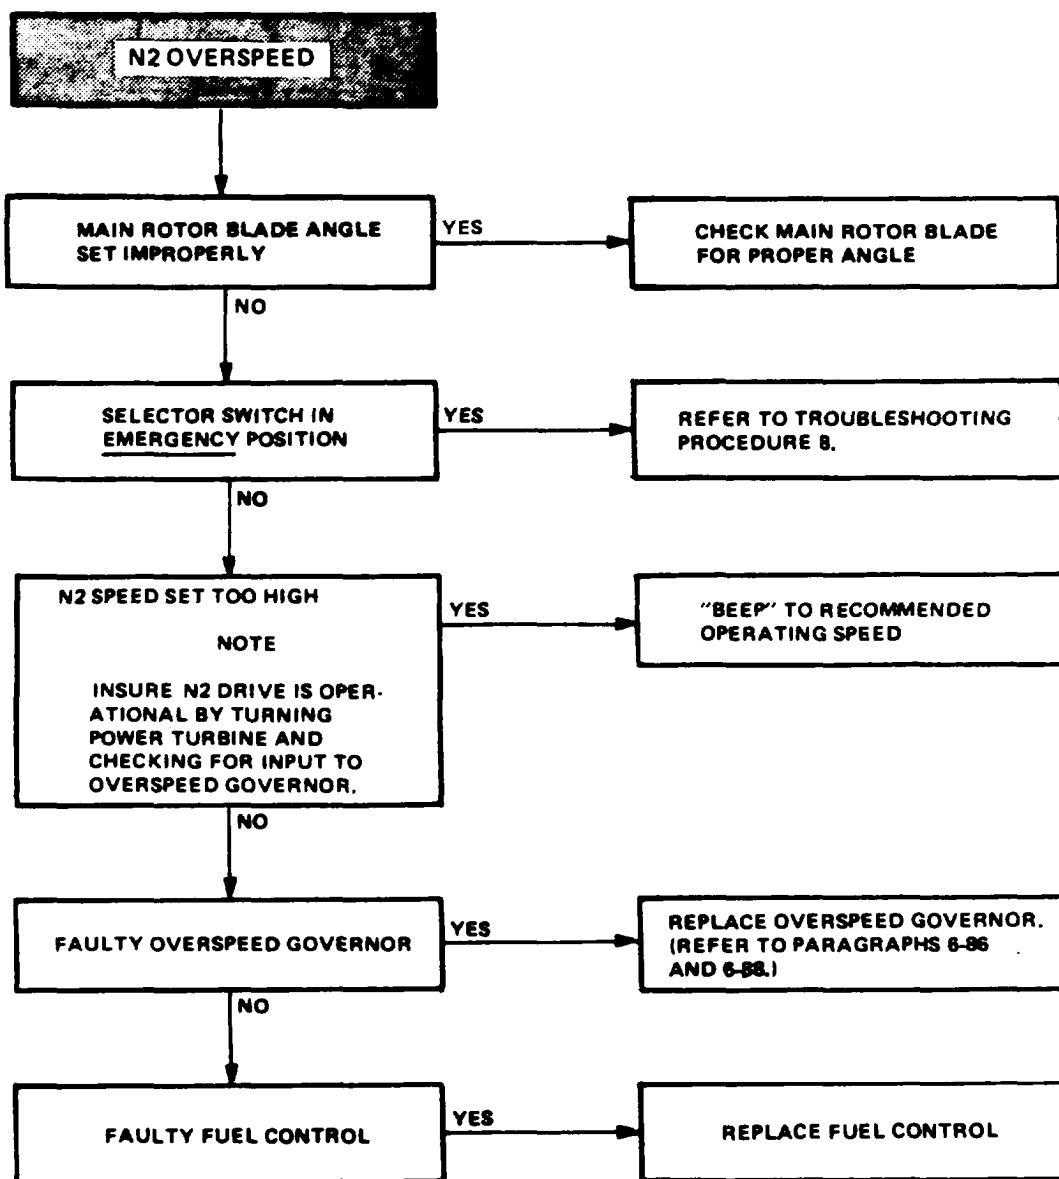 N2 OVERSPEED
MAIN ROTOR BLADE ANGLE
SET IMPROPERLY
YES
CHECK MAIN ROTOR BLADE
FOR PROPER ANGLE
NO
SELECTOR SWITCH IN
EMERGENCY POSITION
YES
REFER TO TROUBLESHOOTING
PROCEDURE 8.
NO
N2 SPEED SET TOO HIGH
NOTE
INSURE N2 DRIVE IS OPER-
ATIONAL BY TURNING
POWER TURBINE AND
CHECKING FOR INPUT TO
OVERSPEED GOVERNOR.
YES
"BEEP" TO RECOMMENDED
OPERATING SPEED
NO
FAULTY OVERSPEED GOVERNOR
YES
REPLACE OVERSPEED GOVERNOR.
(REFER TO PARAGRAPHS 6-86
AND 6-88.)
NO
FAULTY FUEL CONTROL
YES
REPLACE FUEL CONTROL